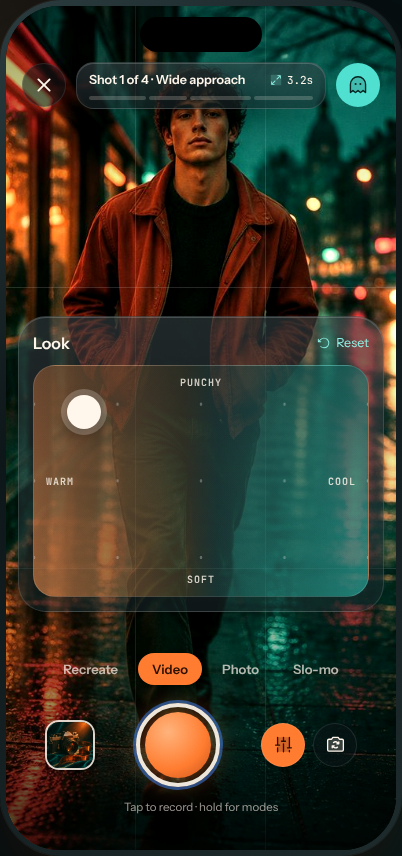 Shot 1 of 4 · Wide approach
3.2s
Look
Reset
PUNCHY
WARM
COOL
SOFT
Recreate
Video
Photo
Slo-mo
Tap to record · hold for modes